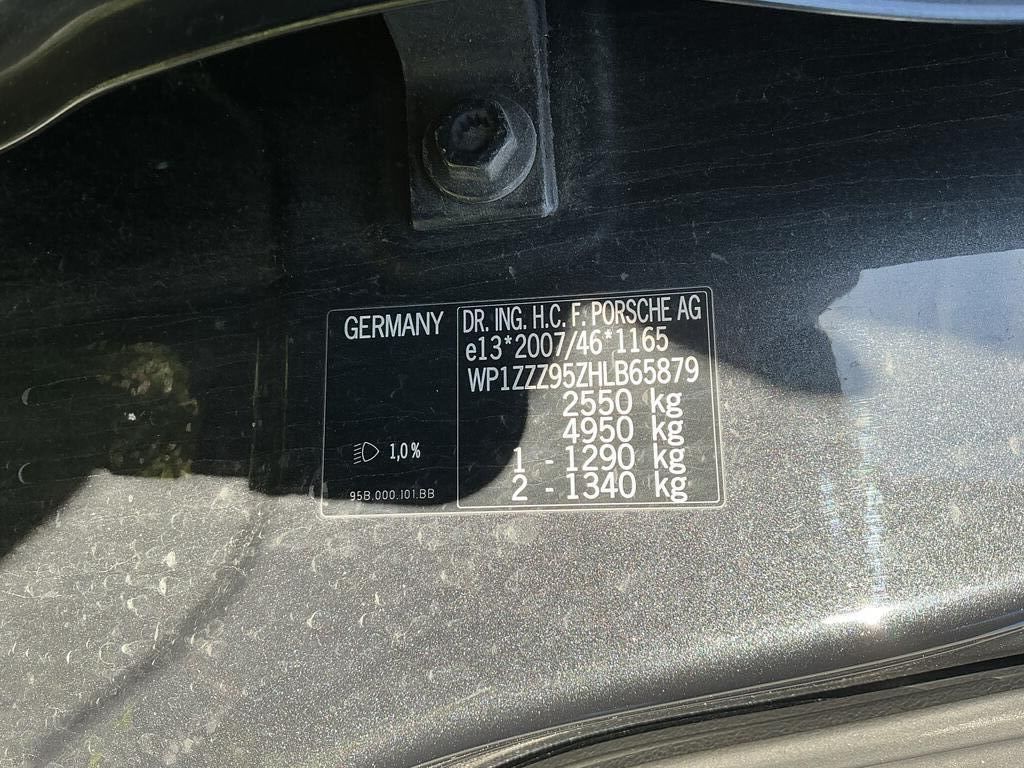 GERMANY
1,0%
95B.000.101.BB
DR. ING. H.C. F. PORSCHE AG
e13*2007/46*1165
WP1ZZZ95ZHLB65879
2550 kg
4950 kg
1 - 1290 kg
2 - 1340 kg